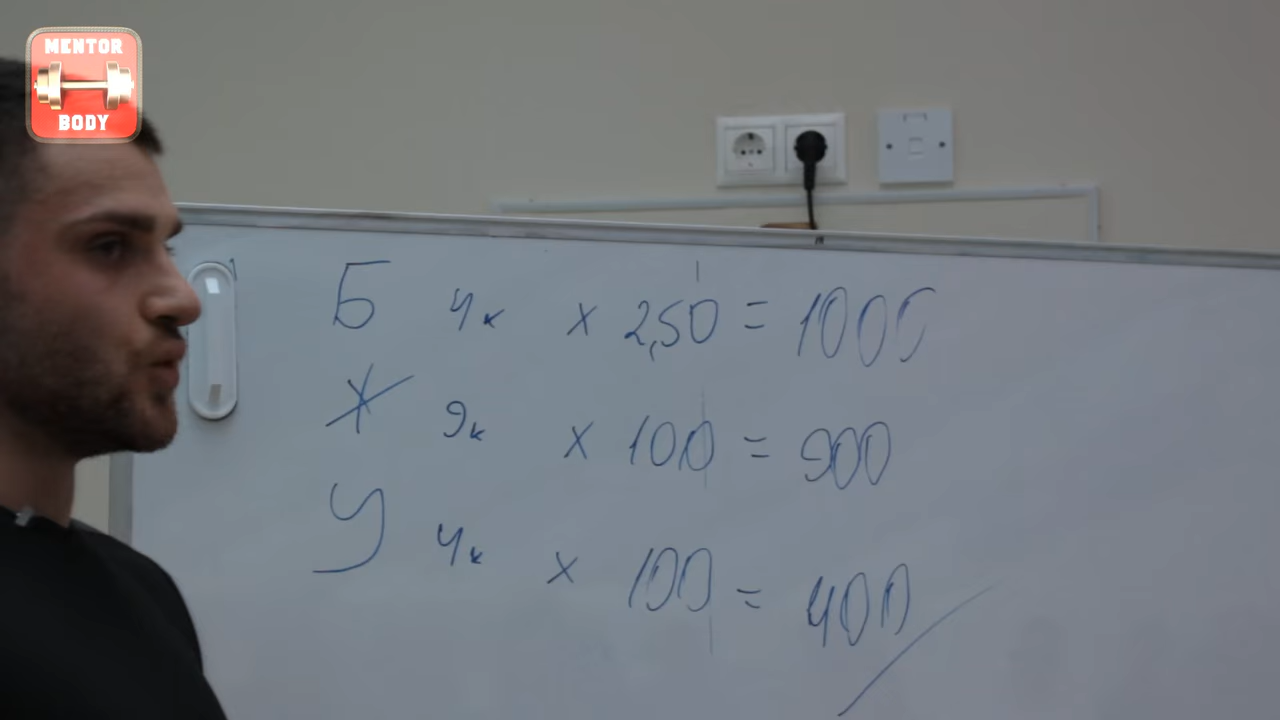 MENTOR
BODY
Б 4к x 2,50 = 1000
Ж 9к x 100 = 900
У 4к x 100 = 400